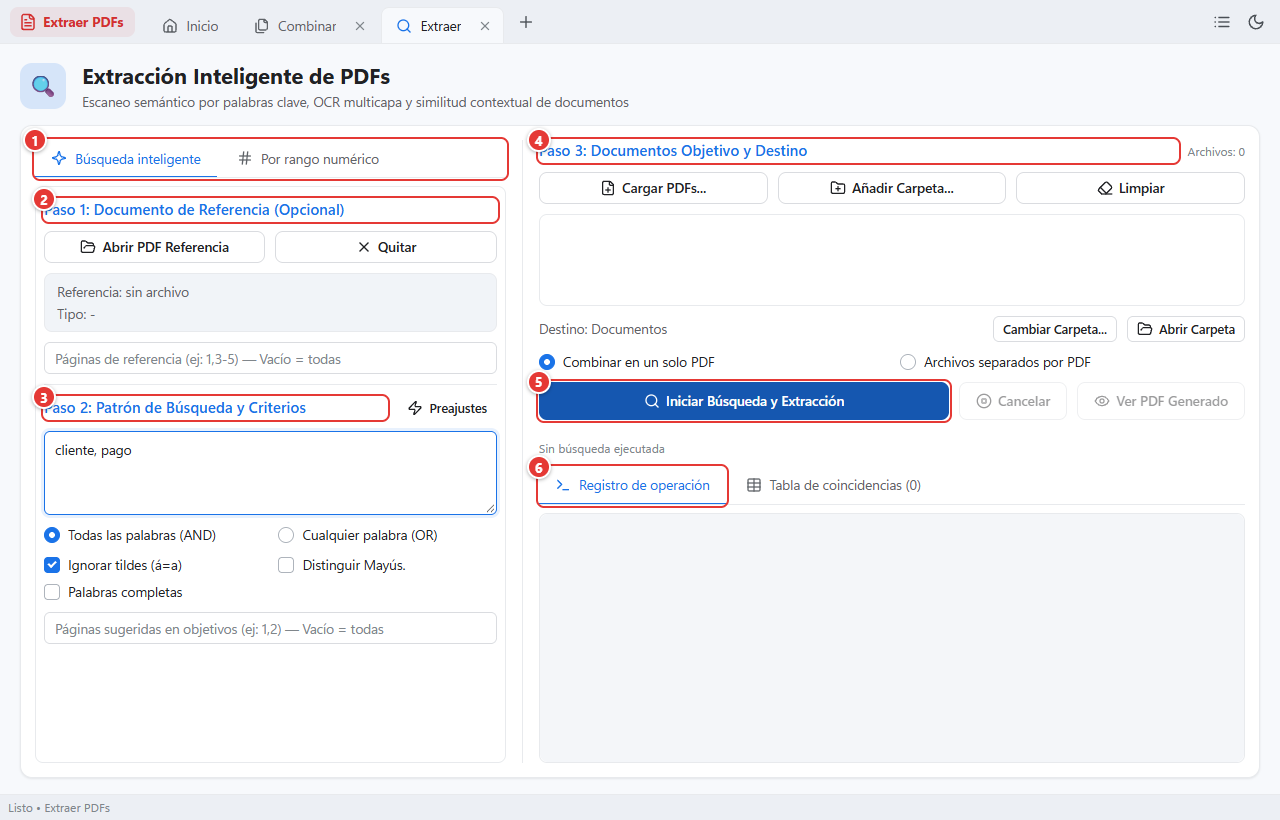 Extraer PDFs
Inicio
Combinar
Extraer
Extracción Inteligente de PDFs
Escaneo semántico por palabras clave, OCR multicapa y similitud contextual de documentos
1
Búsqueda inteligente
Por rango numérico
2
Paso 1: Documento de Referencia (Opcional)
Abrir PDF Referencia
Quitar
Referencia: sin archivo
Tipo: -
Páginas de referencia (ej: 1,3-5) — Vacío = todas
3
Paso 2: Patrón de Búsqueda y Criterios
Preajustes
cliente, pago
Todas las palabras (AND)
Cualquier palabra (OR)
Ignorar tildes (á=a)
Distinguir Mayús.
Palabras completas
Páginas sugeridas en objetivos (ej: 1,2) — Vacío = todas
4
Paso 3: Documentos Objetivo y Destino
Archivos: 0
Cargar PDFs...
Añadir Carpeta...
Limpiar
Destino: Documentos
Cambiar Carpeta...
Abrir Carpeta
Combinar en un solo PDF
Archivos separados por PDF
5
Iniciar Búsqueda y Extracción
Cancelar
Ver PDF Generado
Sin búsqueda ejecutada
6
Registro de operación
Tabla de coincidencias (0)
Listo • Extraer PDFs